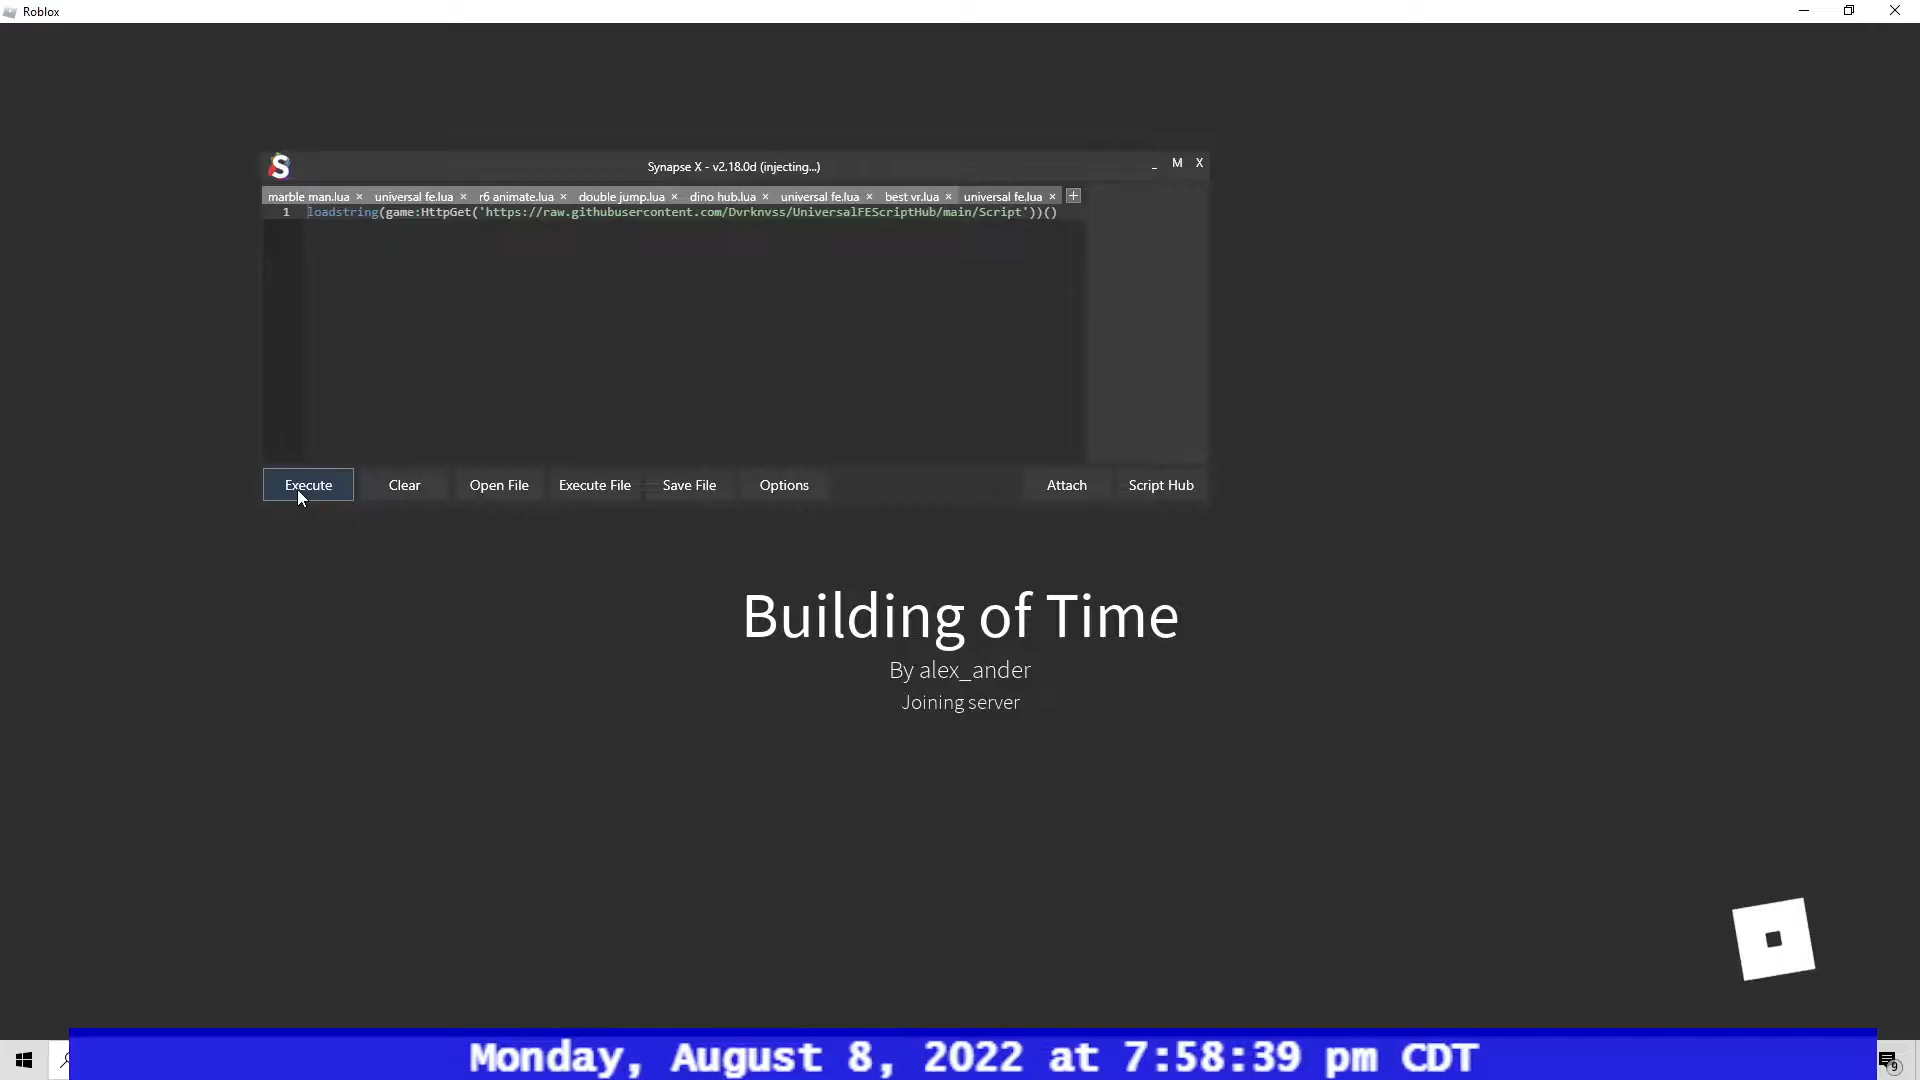 Roblox
S
Synapse X - v2.18.0d (injecting...)
_ M X
marble man.lua × universal fe.lua × r6 animate.lua × double jump.lua × dino hub.lua × universal fe.lua × best vr.lua × universal fe.lua × +
1 loadstring(game:HttpGet('https://raw.githubusercontent.com/Dvrknvss/UniversalFEScriptHub/main/Script'))()
Execute Clear Open File Execute File Save File Options Attach Script Hub
Building of Time
By alex_ander
Joining server
Monday, August 8, 2022 at 7:58:39 pm CDT
9